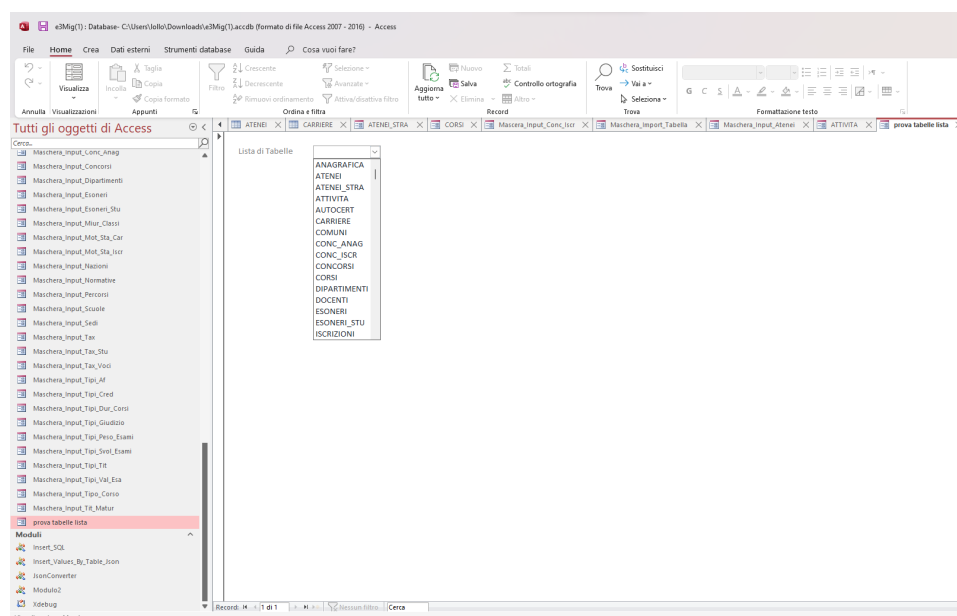 e3Mig(1) : Database- C:\Users\lollo\Downloads\e3Mig(1).accdb (formato di file Access 2007 - 2016) - Access
File Home Crea Dati esterni Strumenti database Guida Cosa vuoi fare?
Visualizza
Incolla
Taglia
Copia
Copia formato
Filtro
Crescente
Decrescente
Rimuovi ordinamento
Selezione
Avanzate
Attiva/disattiva filtro
Aggiorna tutto
Nuovo
Salva
Elimina
Totali
Controllo ortografia
Altro
Trova
Sostituisci
Vai a
Seleziona
G C S A
Annulla Visualizzazioni Appunti Ordina e filtra Record Trova Formattazione testo
Tutti gli oggetti di Access
ATENEI CARRIERE ATENEI_STRA CORSI Mascera_Input_Conc_Iscr Maschera_Import_Tabella Maschera_Input_Atenei ATTIVITA prova tabelle lista
Cerca...
Maschera_Input_Conc_Anag
Maschera_Input_Concorsi
Maschera_Input_Dipartimenti
Maschera_Input_Esoneri
Maschera_Input_Esoneri_Stu
Maschera_Input_Miur_Classi
Maschera_Input_Mot_Sta_Car
Maschera_Input_Mot_Sta_Iscr
Maschera_Input_Nazioni
Maschera_Input_Normative
Maschera_Input_Percorsi
Maschera_Input_Scuole
Maschera_Input_Sedi
Maschera_Input_Tax
Maschera_Input_Tax_Stu
Maschera_Input_Tax_Voci
Maschera_Input_Tipi_Af
Maschera_Input_Tipi_Cred
Maschera_Input_Tipi_Dur_Corsi
Maschera_Input_Tipi_Giudizio
Maschera_Input_Tipi_Peso_Esami
Maschera_Input_Tipi_Svol_Esami
Maschera_Input_Tipi_Tit
Maschera_Input_Tipi_Val_Esa
Maschera_Input_Tipo_Corso
Maschera_Input_Tit_Matur
prova tabelle lista
Moduli
Insert_SQL
Insert_Values_By_Table_Json
JsonConverter
Modulo2
Xdebug
Lista di Tabelle
ANAGRAFICA
ATENEI
ATENEI_STRA
ATTIVITA
AUTOCERT
CARRIERE
COMUNI
CONC_ANAG
CONC_ISCR
CONCORSI
CORSI
DIPARTIMENTI
DOCENTI
ESONERI
ESONERI_STU
ISCRIZIONI
Record: 1 di 1 Nessun filtro Cerca